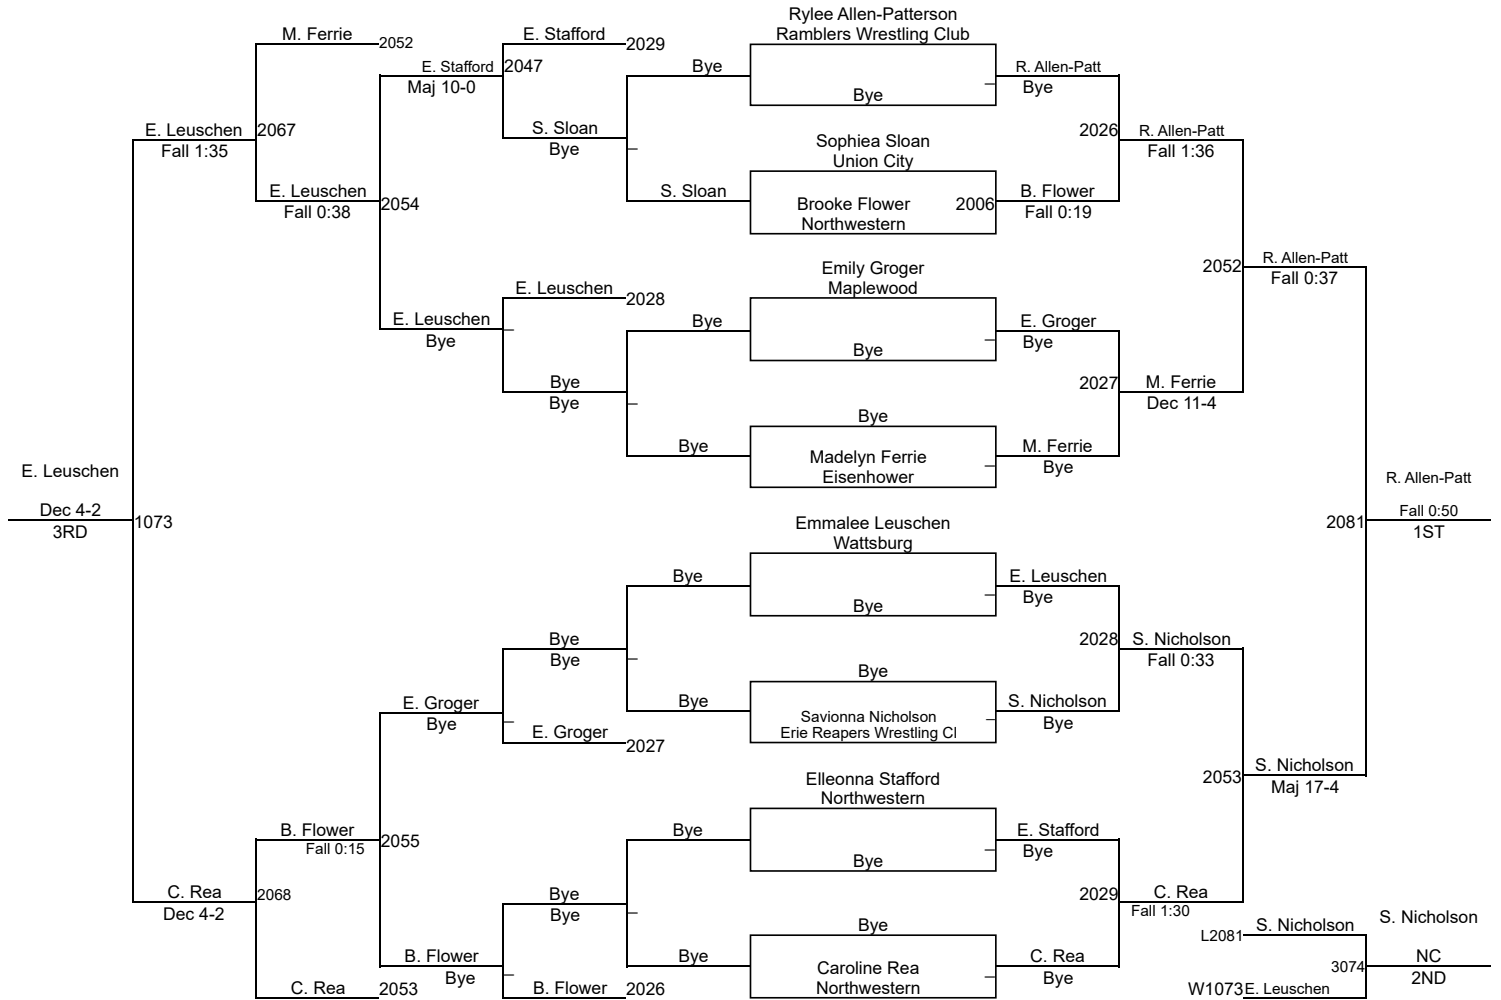 Rylee Allen-Patterson
Ramblers Wrestling Club
Bye
Sophiea Sloan
Union City
Brooke Flower
Northwestern
2006
Emily Groger
Maplewood
Bye
Bye
Madelyn Ferrie
Eisenhower
Emmalee Leuschen
Wattsburg
Bye
Bye
Savionna Nicholson
Erie Reapers Wrestling Cl
Elleonna Stafford
Northwestern
Bye
Bye
Caroline Rea
Northwestern
R. Allen-Patt
Bye
2026
B. Flower
Fall 0:19
E. Groger
Bye
2027
M. Ferrie
Bye
E. Leuschen
Bye
2028
S. Nicholson
Bye
E. Stafford
Bye
2029
C. Rea
Bye
R. Allen-Patt
Fall 1:36
2052
M. Ferrie
Dec 11-4
S. Nicholson
Fall 0:33
2053
C. Rea
Fall 1:30
R. Allen-Patt
Fall 0:37
2081
S. Nicholson
Maj 17-4
R. Allen-Patt
Fall 0:50
1ST
L2081
S. Nicholson
3074
W1073
E. Leuschen
S. Nicholson
NC
2ND
Bye
S. Sloan
Bye
Bye
Bye
Bye
Bye
Bye
E. Stafford
2029
S. Sloan
Bye
E. Leuschen
2028
Bye
Bye
Bye
Bye
E. Groger
2027
Bye
Bye
B. Flower
2026
E. Stafford
2047
Maj 10-0
E. Leuschen
Bye
E. Groger
Bye
B. Flower
Bye
M. Ferrie
2052
E. Leuschen
2054
Fall 0:38
B. Flower
2055
Fall 0:15
C. Rea
2053
E. Leuschen
2067
Fall 1:35
C. Rea
2068
Dec 4-2
E. Leuschen
Dec 4-2
1073
3RD